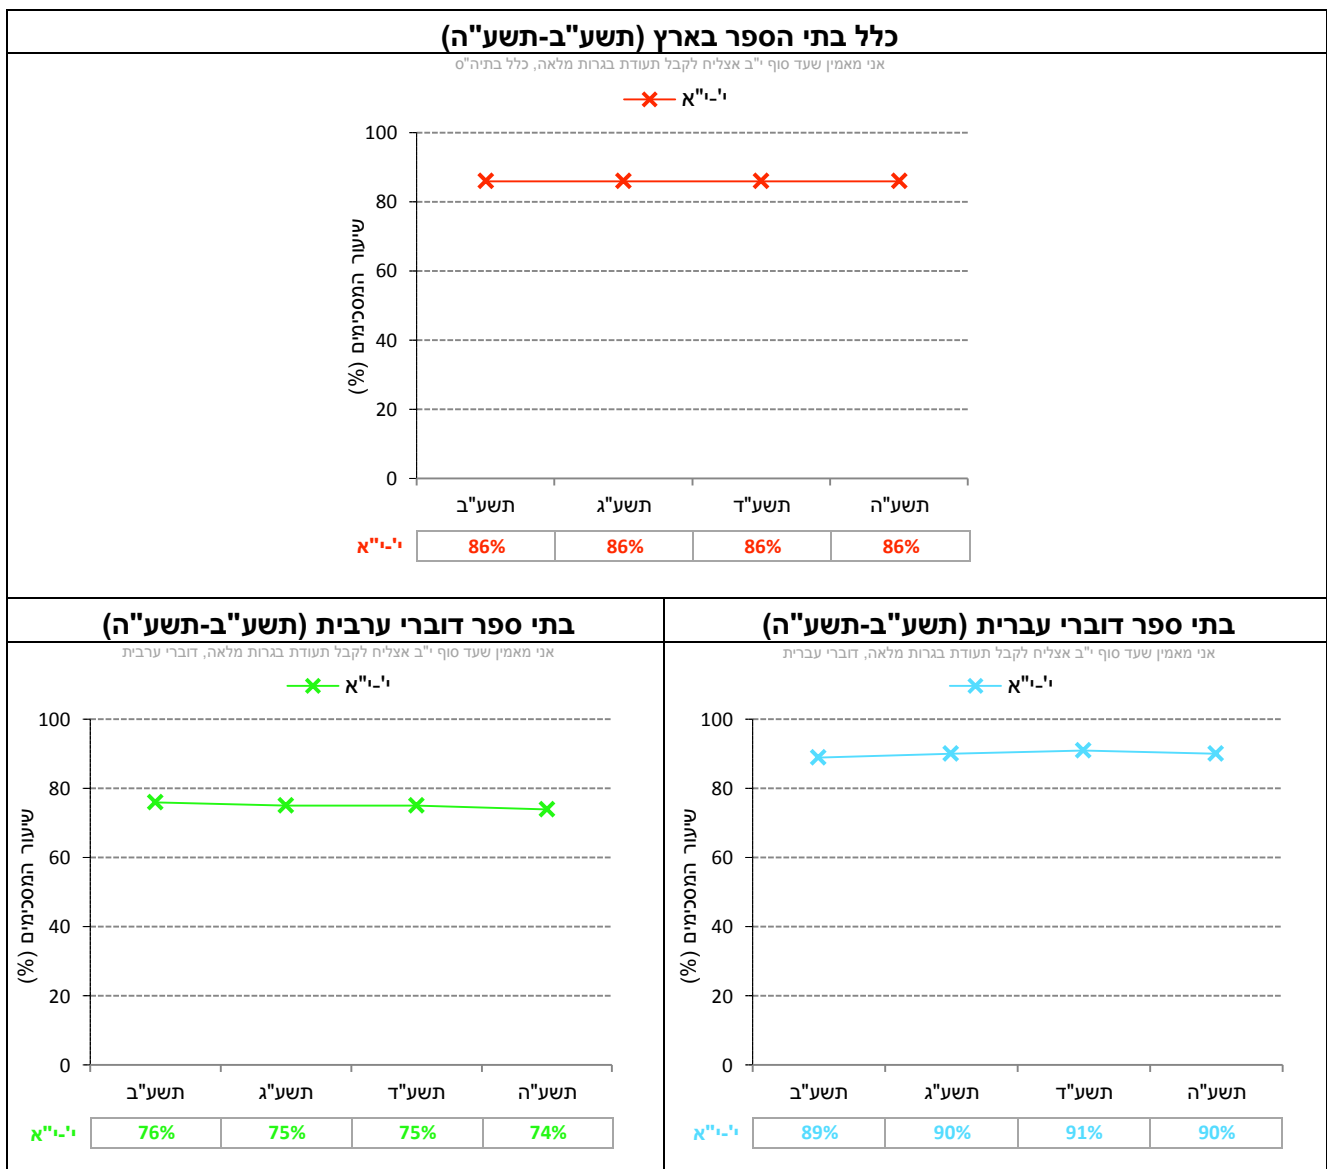 כלל בתי הספר בארץ (תשע"ב-תשע"ה)
אני מאמין שעד סוף י"ב אצליח לקבל תעודת בגרות מלאה, כלל בתיה"ס
י'-י"א
שיעור המסכימים (%)
100
80
60
40
20
0
תשע"ב תשע"ג תשע"ד תשע"ה
י'-י"א 86% 86% 86% 86%
בתי ספר דוברי עברית (תשע"ב-תשע"ה)
אני מאמין שעד סוף י"ב אצליח לקבל תעודת בגרות מלאה, דוברי עברית
י'-י"א
שיעור המסכימים (%)
100
80
60
40
20
0
תשע"ב תשע"ג תשע"ד תשע"ה
י'-י"א 89% 90% 91% 90%
בתי ספר דוברי ערבית (תשע"ב-תשע"ה)
אני מאמין שעד סוף י"ב אצליח לקבל תעודת בגרות מלאה, דוברי ערבית
י'-י"א
שיעור המסכימים (%)
100
80
60
40
20
0
תשע"ב תשע"ג תשע"ד תשע"ה
י'-י"א 76% 75% 75% 74%